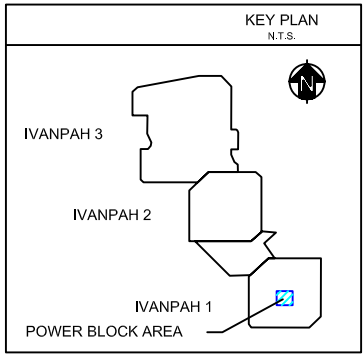 KEY PLAN
N.T.S.
IVANPAH 3
IVANPAH 2
IVANPAH 1
POWER BLOCK AREA